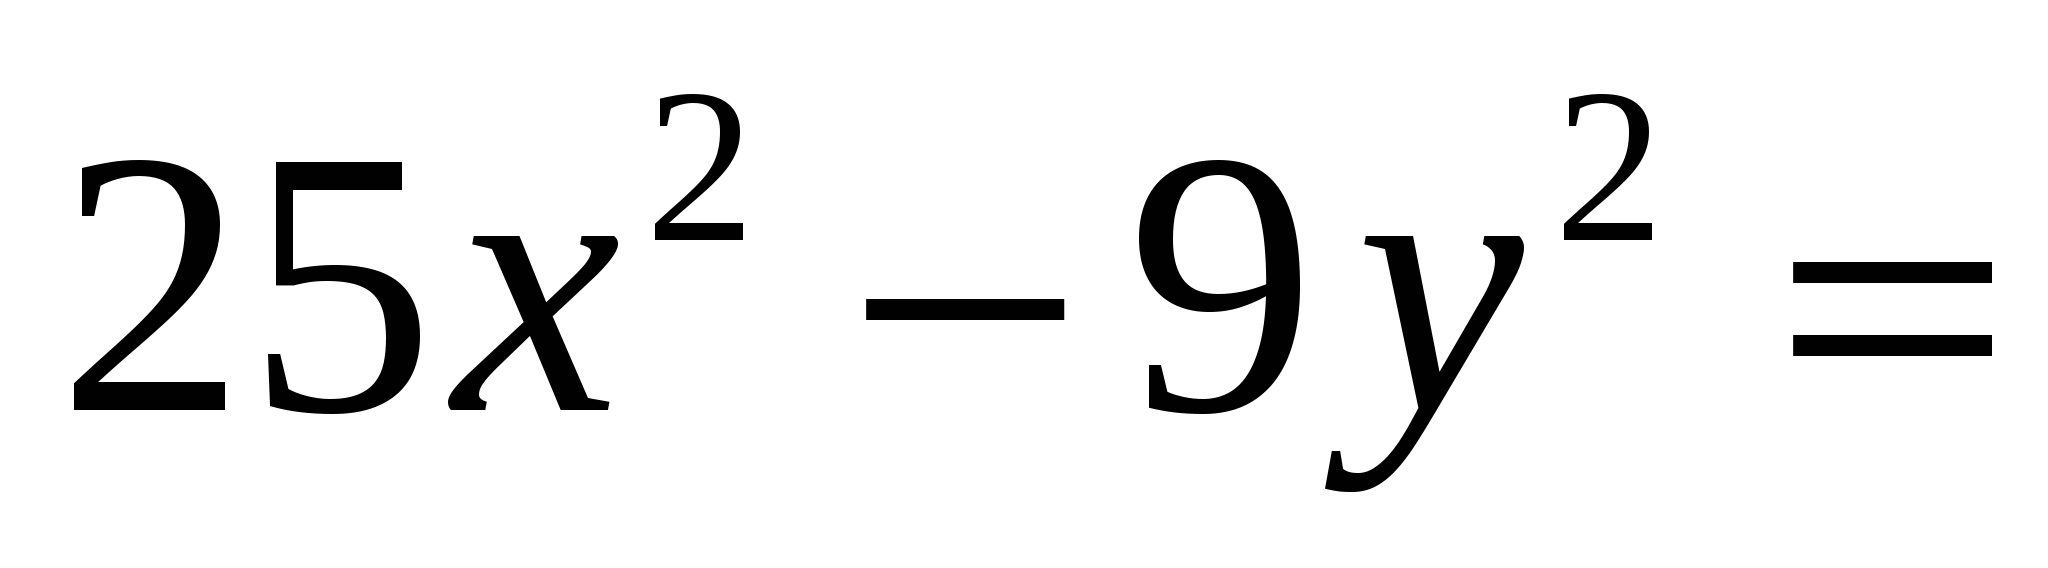 25x² − 9y² =